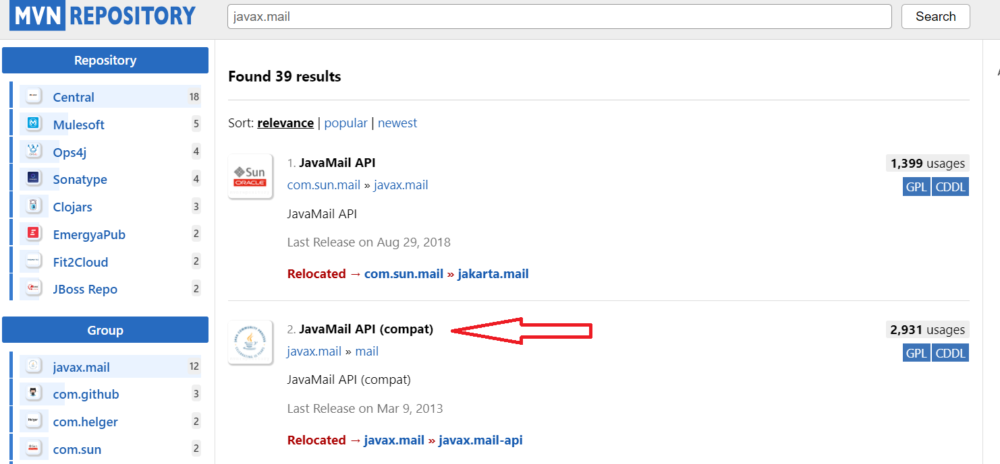 MVN REPOSITORY
javax.mail
Search
Repository
Central 18
Mulesoft 5
Ops4j 4
Sonatype 4
Clojars 3
EmergyaPub 2
Fit2Cloud 2
JBoss Repo 2
Group
javax.mail 12
com.github 3
com.helger 2
com.sun 2
Found 39 results
Sort: relevance | popular | newest
Sun
ORACLE
1. JavaMail API
1,399 usages
com.sun.mail » javax.mail
GPL CDDL
JavaMail API
Last Release on Aug 29, 2018
Relocated → com.sun.mail » jakarta.mail
2. JavaMail API (compat)
2,931 usages
javax.mail » mail
GPL CDDL
JavaMail API (compat)
Last Release on Mar 9, 2013
Relocated → javax.mail » javax.mail-api